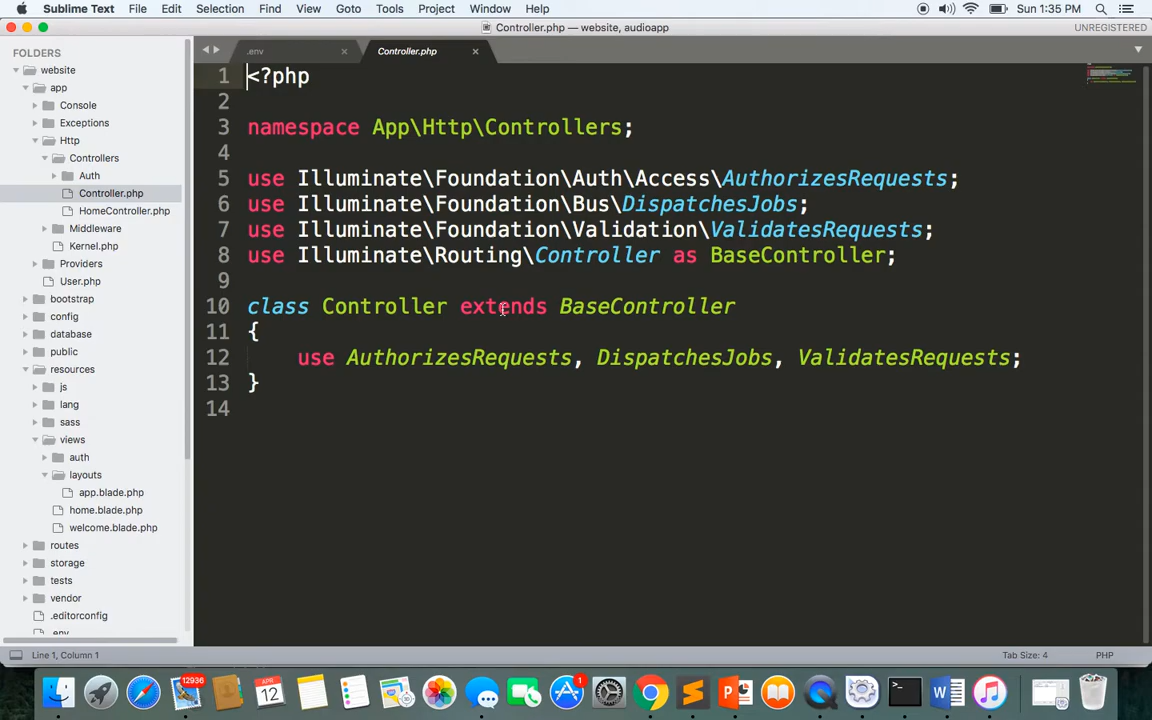 Sublime Text File Edit Selection Find View Goto Tools Project Window Help Sun 1:35 PM
Controller.php — website, audioapp UNREGISTERED
FOLDERS
website
app
Console
Exceptions
Http
Controllers
Auth
Controller.php
HomeController.php
Middleware
Kernel.php
Providers
User.php
bootstrap
config
database
public
resources
js
lang
sass
views
auth
layouts
app.blade.php
home.blade.php
welcome.blade.php
routes
storage
tests
vendor
.editorconfig
.env
.env Controller.php
1 <?php
2
3 namespace App\Http\Controllers;
4
5 use Illuminate\Foundation\Auth\Access\AuthorizesRequests;
6 use Illuminate\Foundation\Bus\DispatchesJobs;
7 use Illuminate\Foundation\Validation\ValidatesRequests;
8 use Illuminate\Routing\Controller as BaseController;
9
10 class Controller extends BaseController
11 {
12 use AuthorizesRequests, DispatchesJobs, ValidatesRequests;
13 }
14
Line 1, Column 1 Tab Size: 4 PHP
12936
APR
12
1